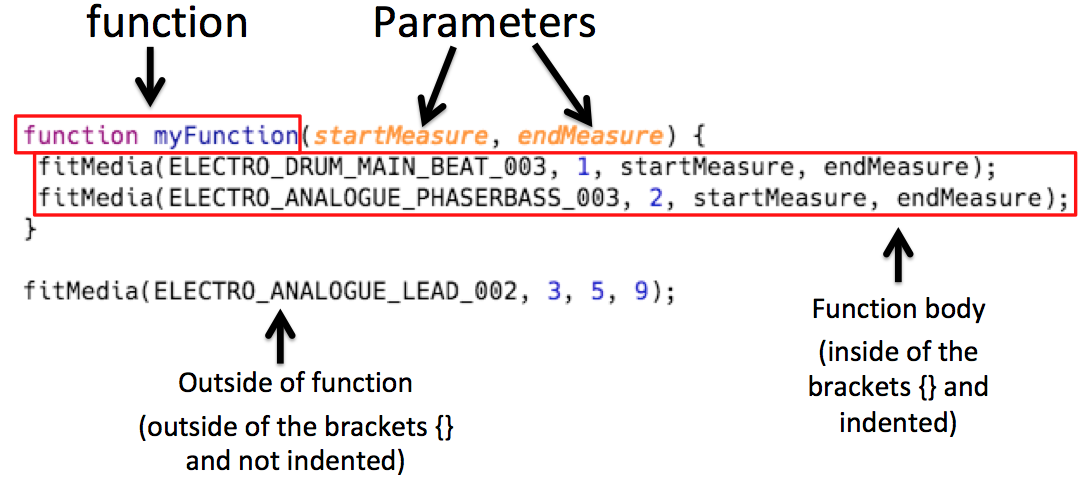 function Parameters
function myFunction(startMeasure, endMeasure) {
fitMedia(ELECTRO_DRUM_MAIN_BEAT_003, 1, startMeasure, endMeasure);
fitMedia(ELECTRO_ANALOGUE_PHASERBASS_003, 2, startMeasure, endMeasure);
}
fitMedia(ELECTRO_ANALOGUE_LEAD_002, 3, 5, 9);
Outside of function
(outside of the brackets {}
and not indented)
Function body
(inside of the
brackets {} and
indented)